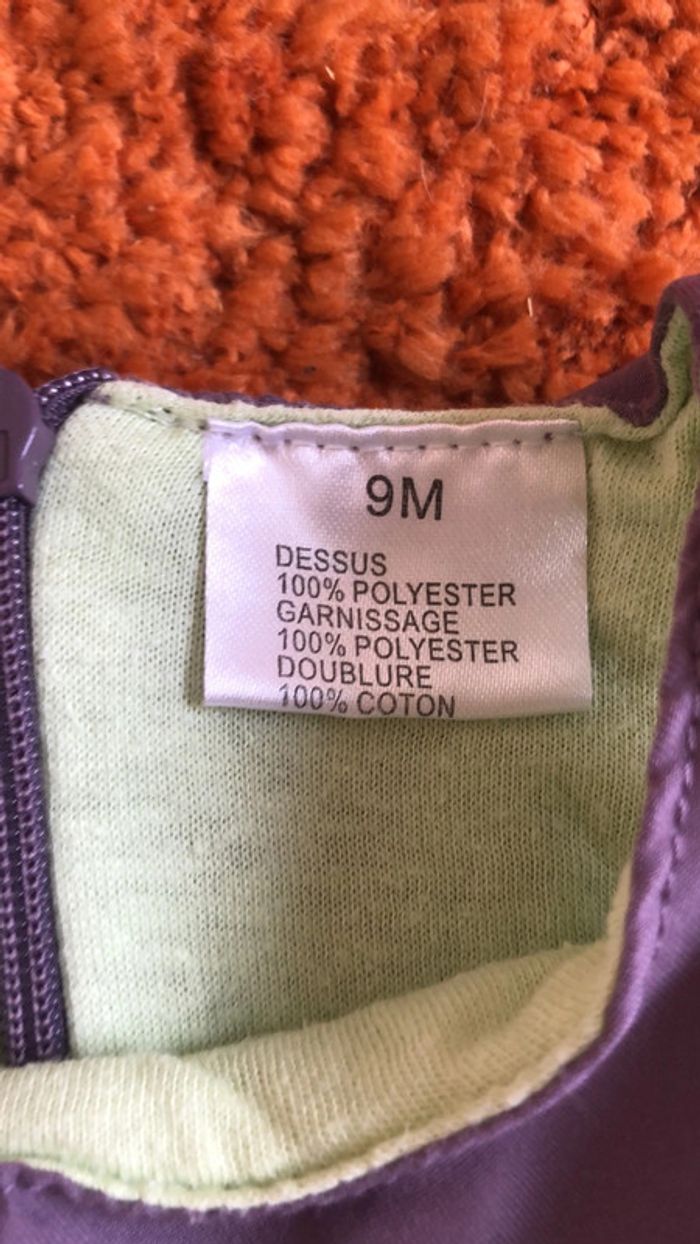 9M
DESSUS
100% POLYESTER
GARNISSAGE
100% POLYESTER
DOUBLURE
100% COTON